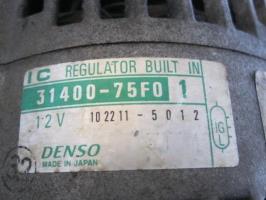 IC REGULATOR BUILT IN
31400-75F0 1
12V 102211-5012
IG
L
DENSO
MADE IN JAPAN